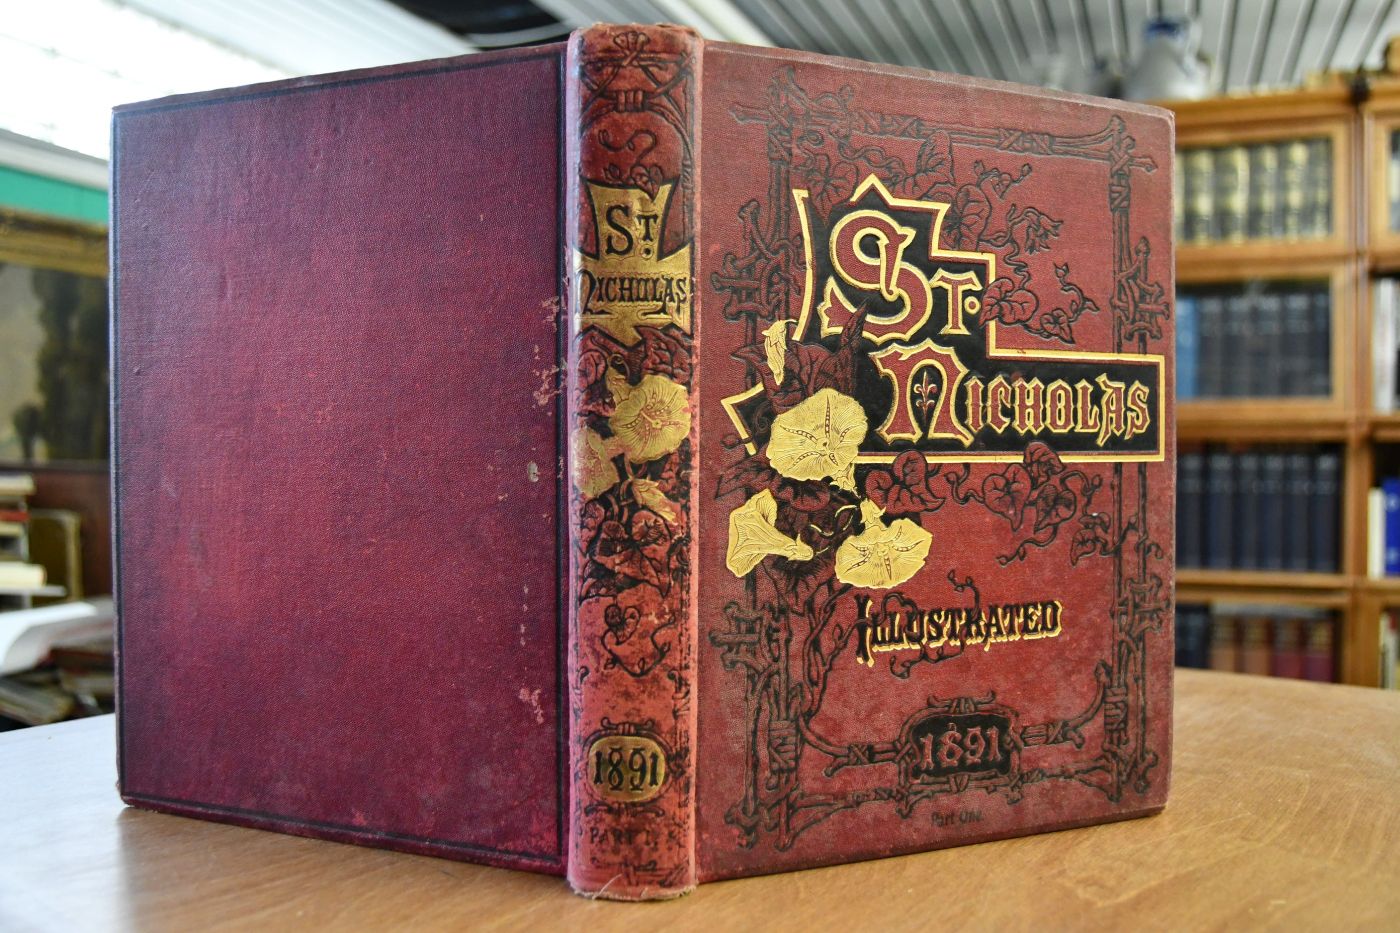 ST.
NICHOLAS
1891
PART I.
ST.
NICHOLAS
ILLUSTRATED
1891
Part One.